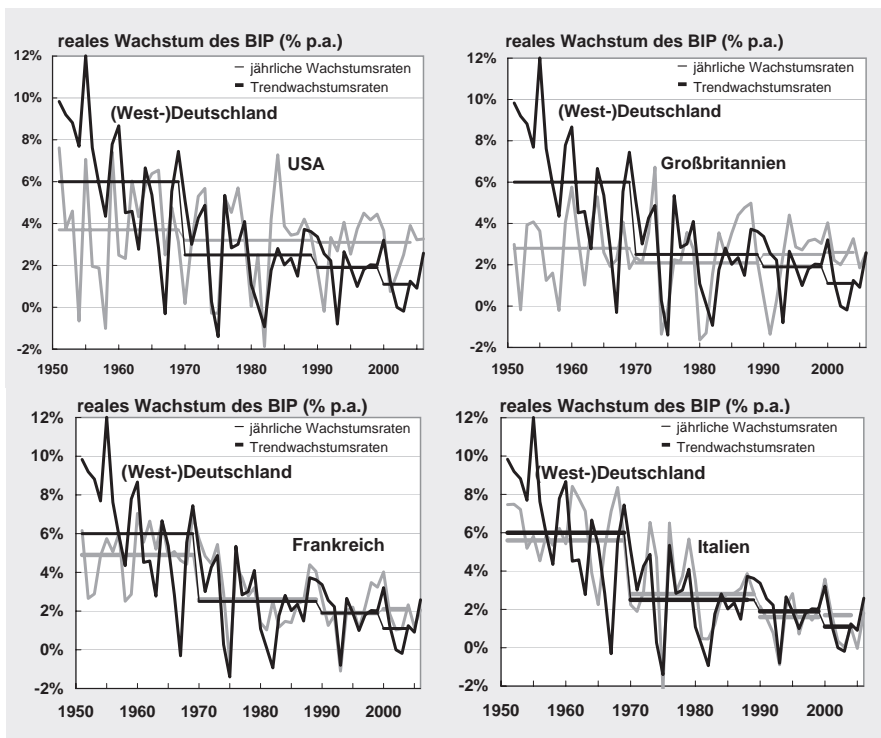 reales Wachstum des BIP (% p.a.)
12%
10%
8%
6%
4%
2%
0%
-2%
jährliche Wachstumsraten
Trendwachstumsraten
(West-)Deutschland
USA
1950 1960 1970 1980 1990 2000
reales Wachstum des BIP (% p.a.)
12%
10%
8%
6%
4%
2%
0%
-2%
jährliche Wachstumsraten
Trendwachstumsraten
(West-)Deutschland
Großbritannien
1950 1960 1970 1980 1990 2000
reales Wachstum des BIP (% p.a.)
12%
10%
8%
6%
4%
2%
0%
-2%
jährliche Wachstumsraten
Trendwachstumsraten
(West-)Deutschland
Frankreich
1950 1960 1970 1980 1990 2000
reales Wachstum des BIP (% p.a.)
12%
10%
8%
6%
4%
2%
0%
-2%
jährliche Wachstumsraten
Trendwachstumsraten
(West-)Deutschland
Italien
1950 1960 1970 1980 1990 2000